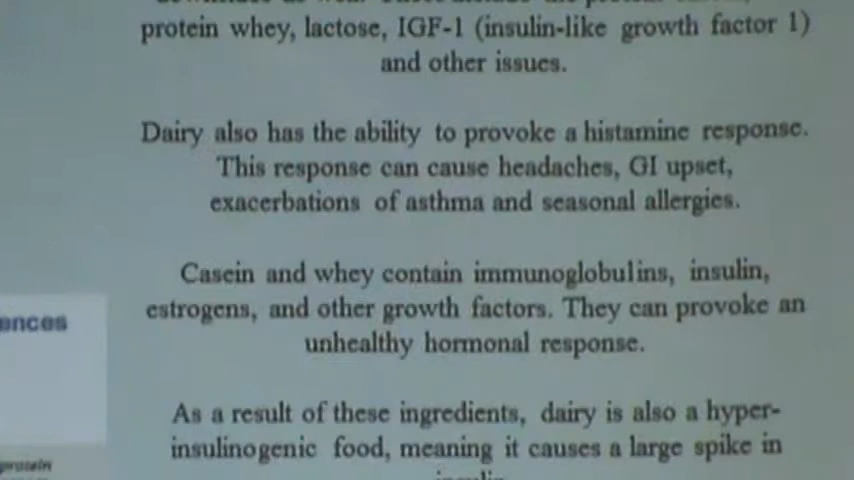 protein whey, lactose, IGF-1 (insulin-like growth factor 1)
and other issues.
Dairy also has the ability to provoke a histamine response.
This response can cause headaches, GI upset,
exacerbations of asthma and seasonal allergies.
Casein and whey contain immunoglobulins, insulin,
estrogens, and other growth factors. They can provoke an
unhealthy hormonal response.
As a result of these ingredients, dairy is also a hyper-
insulinogenic food, meaning it causes a large spike in
ences
protein